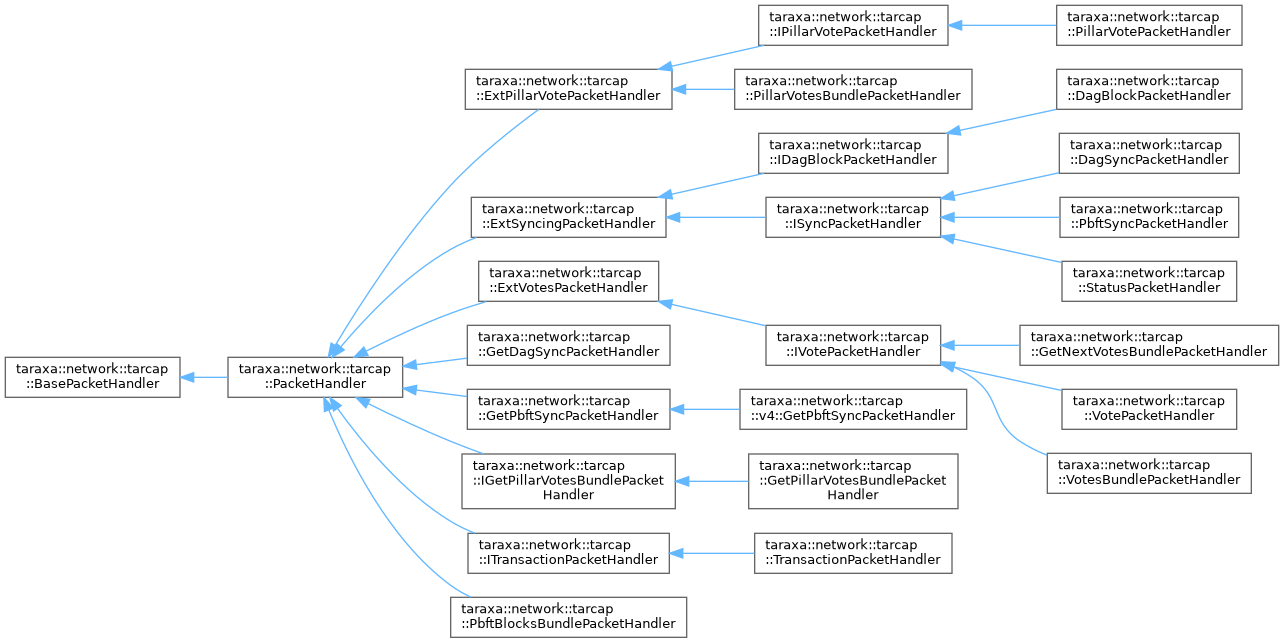 taraxa::network::tarcap
::BasePacketHandler
taraxa::network::tarcap
::PacketHandler
taraxa::network::tarcap
::ExtPillarVotePacketHandler
taraxa::network::tarcap
::IPillarVotePacketHandler
taraxa::network::tarcap
::PillarVotePacketHandler
taraxa::network::tarcap
::PillarVotesBundlePacketHandler
taraxa::network::tarcap
::ExtSyncingPacketHandler
taraxa::network::tarcap
::IDagBlockPacketHandler
taraxa::network::tarcap
::DagBlockPacketHandler
taraxa::network::tarcap
::ISyncPacketHandler
taraxa::network::tarcap
::DagSyncPacketHandler
taraxa::network::tarcap
::PbftSyncPacketHandler
taraxa::network::tarcap
::StatusPacketHandler
taraxa::network::tarcap
::ExtVotesPacketHandler
taraxa::network::tarcap
::IVotePacketHandler
taraxa::network::tarcap
::GetNextVotesBundlePacketHandler
taraxa::network::tarcap
::VotePacketHandler
taraxa::network::tarcap
::VotesBundlePacketHandler
taraxa::network::tarcap
::GetDagSyncPacketHandler
taraxa::network::tarcap
::GetPbftSyncPacketHandler
taraxa::network::tarcap
::v4::GetPbftSyncPacketHandler
taraxa::network::tarcap
::IGetPillarVotesBundlePacket
Handler
taraxa::network::tarcap
::GetPillarVotesBundlePacket
Handler
taraxa::network::tarcap
::ITransactionPacketHandler
taraxa::network::tarcap
::TransactionPacketHandler
taraxa::network::tarcap
::PbftBlocksBundlePacketHandler